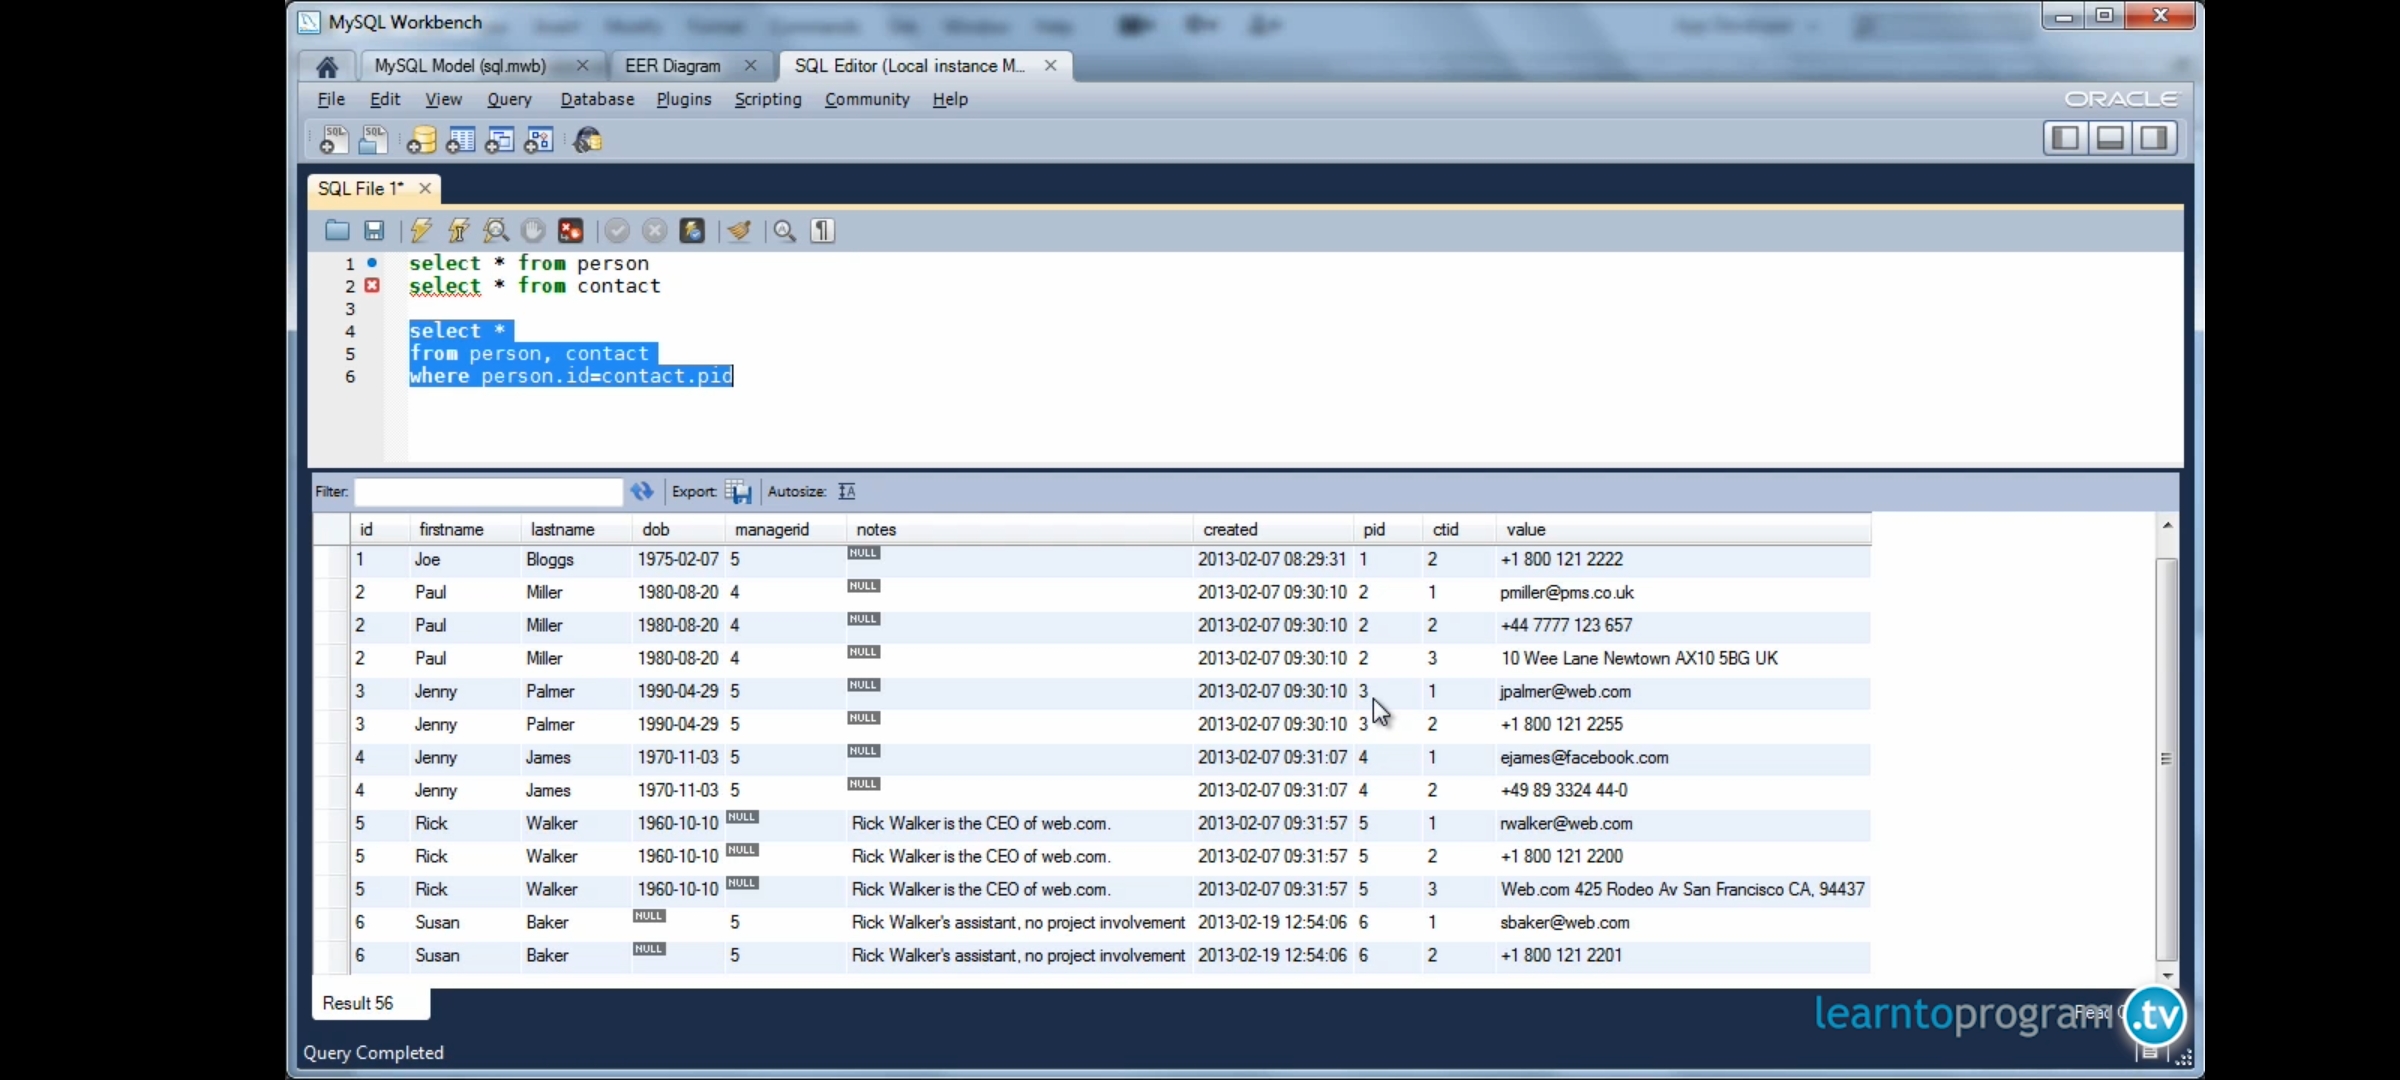 MySQL Workbench
MySQL Model (sql.mwb) EER Diagram SQL Editor (Local instance M...
File Edit View Query Database Plugins Scripting Community Help
ORACLE
SQL SQL
SQL File 1*
1 select * from person
2 select * from contact
3
4 select *
5 from person, contact
6 where person.id=contact.pid
Filter: Export: Autosize:
id firstname lastname dob managerid notes created pid ctid value
1 Joe Bloggs 1975-02-07 5 NULL 2013-02-07 08:29:31 1 2 +1 800 121 2222
2 Paul Miller 1980-08-20 4 NULL 2013-02-07 09:30:10 2 1 pmiller@pms.co.uk
2 Paul Miller 1980-08-20 4 NULL 2013-02-07 09:30:10 2 2 +44 7777 123 657
2 Paul Miller 1980-08-20 4 NULL 2013-02-07 09:30:10 2 3 10 Wee Lane Newtown AX10 5BG UK
3 Jenny Palmer 1990-04-29 5 NULL 2013-02-07 09:30:10 3 1 jpalmer@web.com
3 Jenny Palmer 1990-04-29 5 NULL 2013-02-07 09:30:10 3 2 +1 800 121 2255
4 Jenny James 1970-11-03 5 NULL 2013-02-07 09:31:07 4 1 ejames@facebook.com
4 Jenny James 1970-11-03 5 NULL 2013-02-07 09:31:07 4 2 +49 89 3324 44-0
5 Rick Walker 1960-10-10 NULL Rick Walker is the CEO of web.com. 2013-02-07 09:31:57 5 1 rwalker@web.com
5 Rick Walker 1960-10-10 NULL Rick Walker is the CEO of web.com. 2013-02-07 09:31:57 5 2 +1 800 121 2200
5 Rick Walker 1960-10-10 NULL Rick Walker is the CEO of web.com. 2013-02-07 09:31:57 5 3 Web.com 425 Rodeo Av San Francisco CA, 94437
6 Susan Baker NULL 5 Rick Walker's assistant, no project involvement 2013-02-19 12:54:06 6 1 sbaker@web.com
6 Susan Baker NULL 5 Rick Walker's assistant, no project involvement 2013-02-19 12:54:06 6 2 +1 800 121 2201
Result 56
learntoprogram.tv
Query Completed